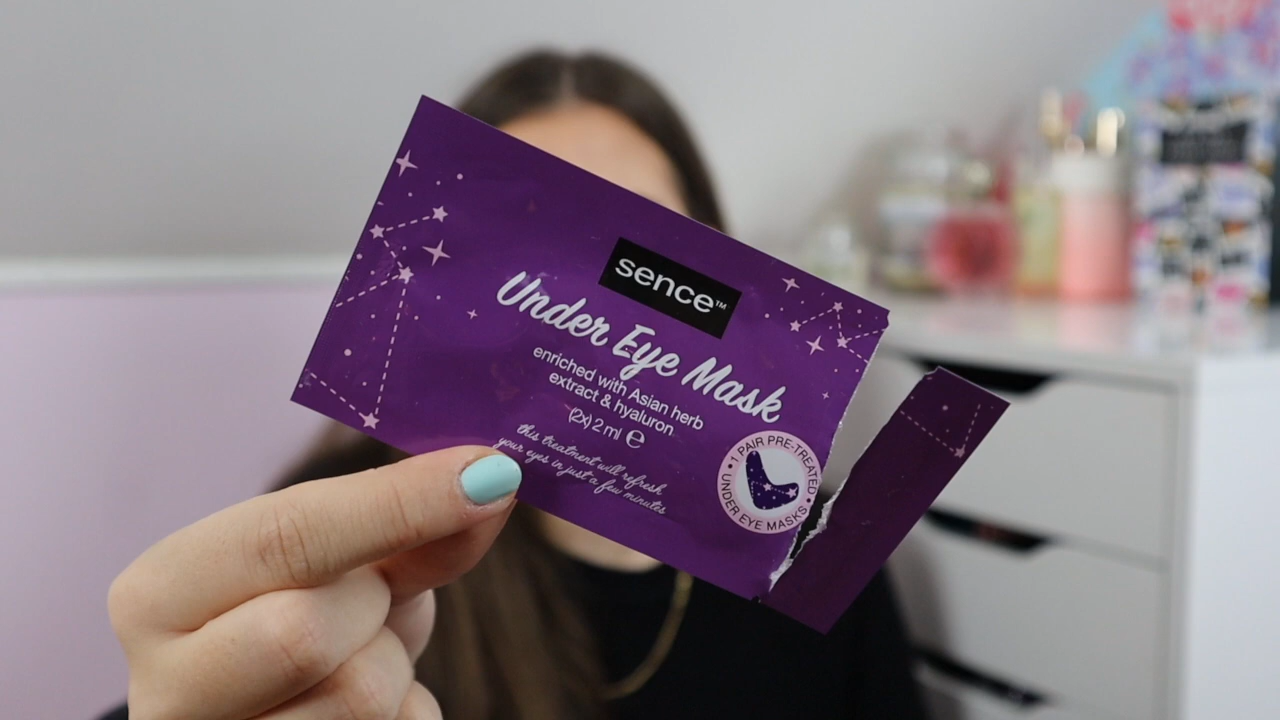 sence™
Under Eye Mask
enriched with Asian herb
extract & hyaluron
(2x) 2 ml ℮
this treatment will refresh
your eyes in just a few minutes
• 1 PAIR PRE-TREATED •
UNDER EYE MASKS